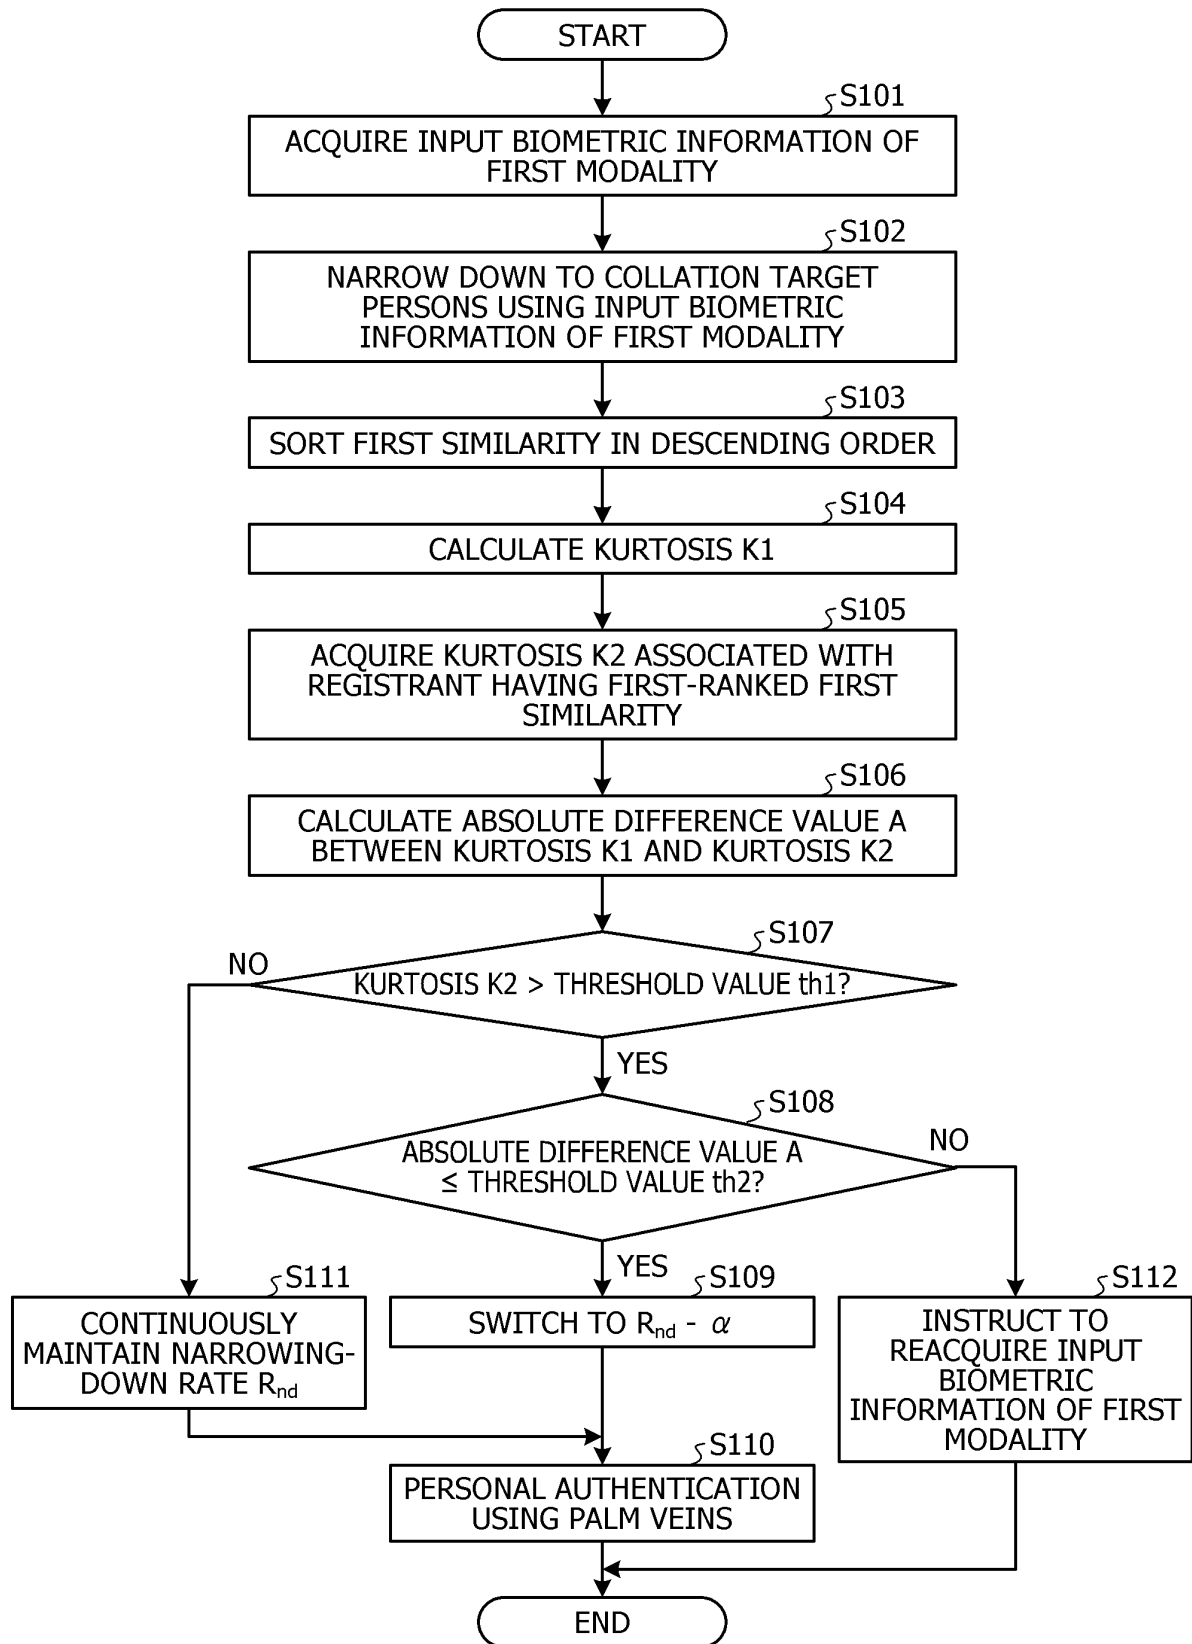 START
S101
ACQUIRE INPUT BIOMETRIC INFORMATION OF
FIRST MODALITY
S102
NARROW DOWN TO COLLATION TARGET
PERSONS USING INPUT BIOMETRIC
INFORMATION OF FIRST MODALITY
S103
SORT FIRST SIMILARITY IN DESCENDING ORDER
S104
CALCULATE KURTOSIS K1
S105
ACQUIRE KURTOSIS K2 ASSOCIATED WITH
REGISTRANT HAVING FIRST-RANKED FIRST
SIMILARITY
S106
CALCULATE ABSOLUTE DIFFERENCE VALUE A
BETWEEN KURTOSIS K1 AND KURTOSIS K2
S107
NO
KURTOSIS K2 > THRESHOLD VALUE th1?
YES
S108
NO
ABSOLUTE DIFFERENCE VALUE A
≤ THRESHOLD VALUE th2?
YES
S111
CONTINUOUSLY
MAINTAIN NARROWING-
DOWN RATE Rnd
S109
SWITCH TO Rnd - α
S112
INSTRUCT TO
REACQUIRE INPUT
BIOMETRIC
INFORMATION OF FIRST
MODALITY
S110
PERSONAL AUTHENTICATION
USING PALM VEINS
END